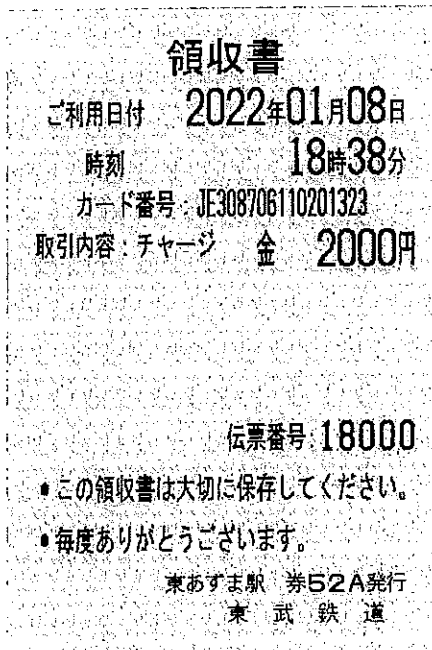 領収書
ご利用日付 2022年01月08日
時刻 18時38分
カード番号:JE308706110201323
取引内容:チャージ 金 2000円
伝票番号:18000
•この領収書は大切に保存してください。
•毎度ありがとうございます。
東あずま駅 券52A発行
東武鉄道